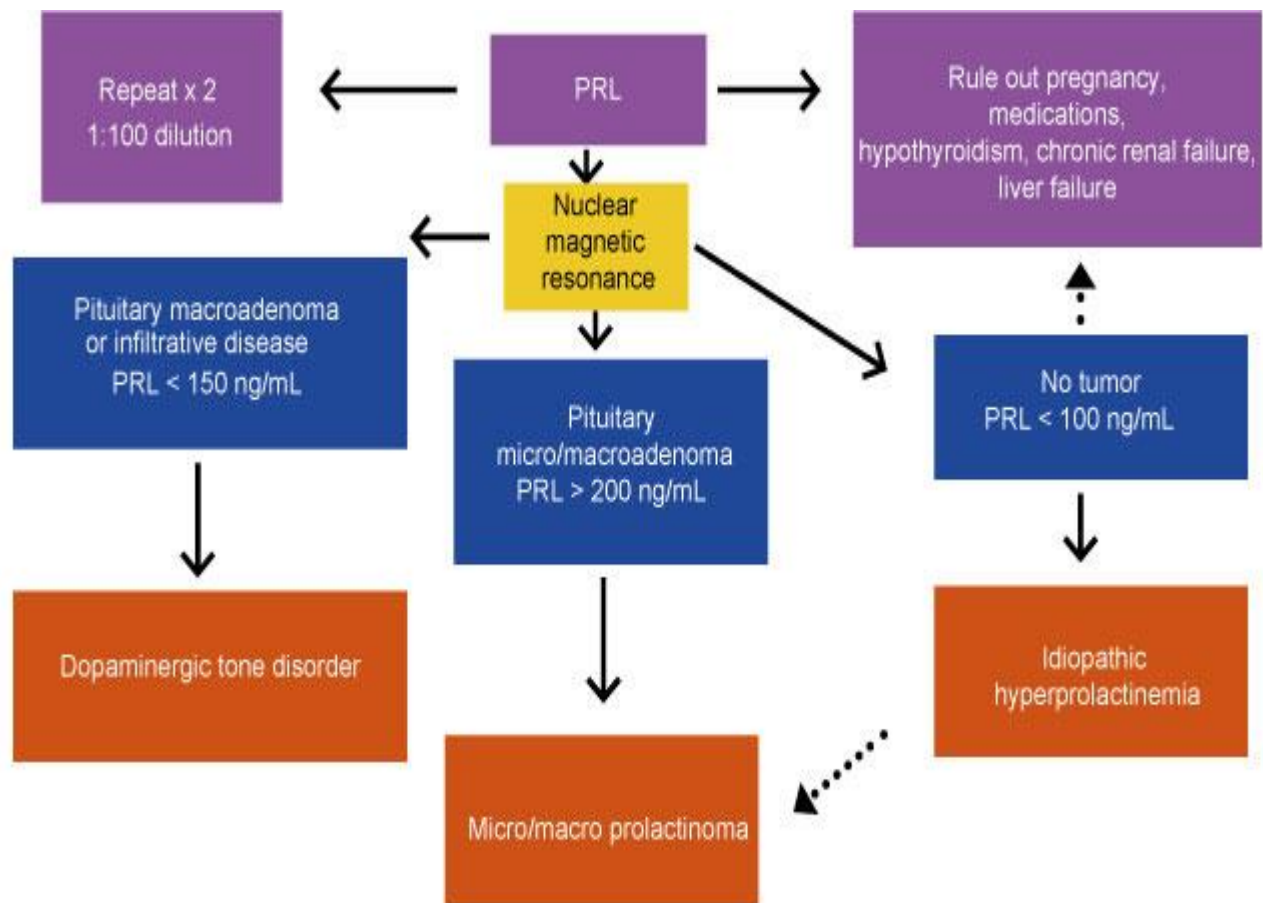 Repeat x 2
1:100 dilution
PRL
Rule out pregnancy,
medications,
hypothyroidism, chronic renal failure,
liver failure
Nuclear
magnetic
resonance
Pituitary macroadenoma
or infiltrative disease
PRL < 150 ng/mL
Pituitary
micro/macroadenoma
PRL > 200 ng/mL
No tumor
PRL < 100 ng/mL
Dopaminergic tone disorder
Idiopathic
hyperprolactinemia
Micro/macro prolactinoma